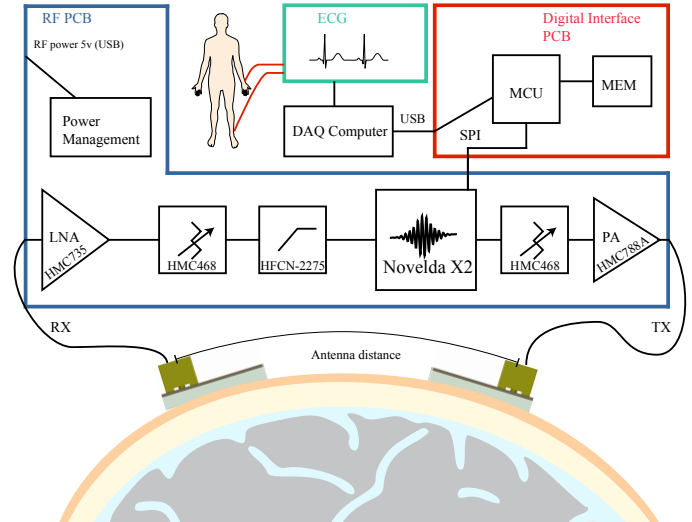 RF PCB
ECG
Digital Interface
PCB
RF power 5v (USB)
Power
Management
DAQ Computer
USB
MCU
MEM
SPI
LNA
HMC735
HMC468
HFCN-2275
Novelda X2
HMC468
PA
HMC788A
RX
TX
Antenna distance